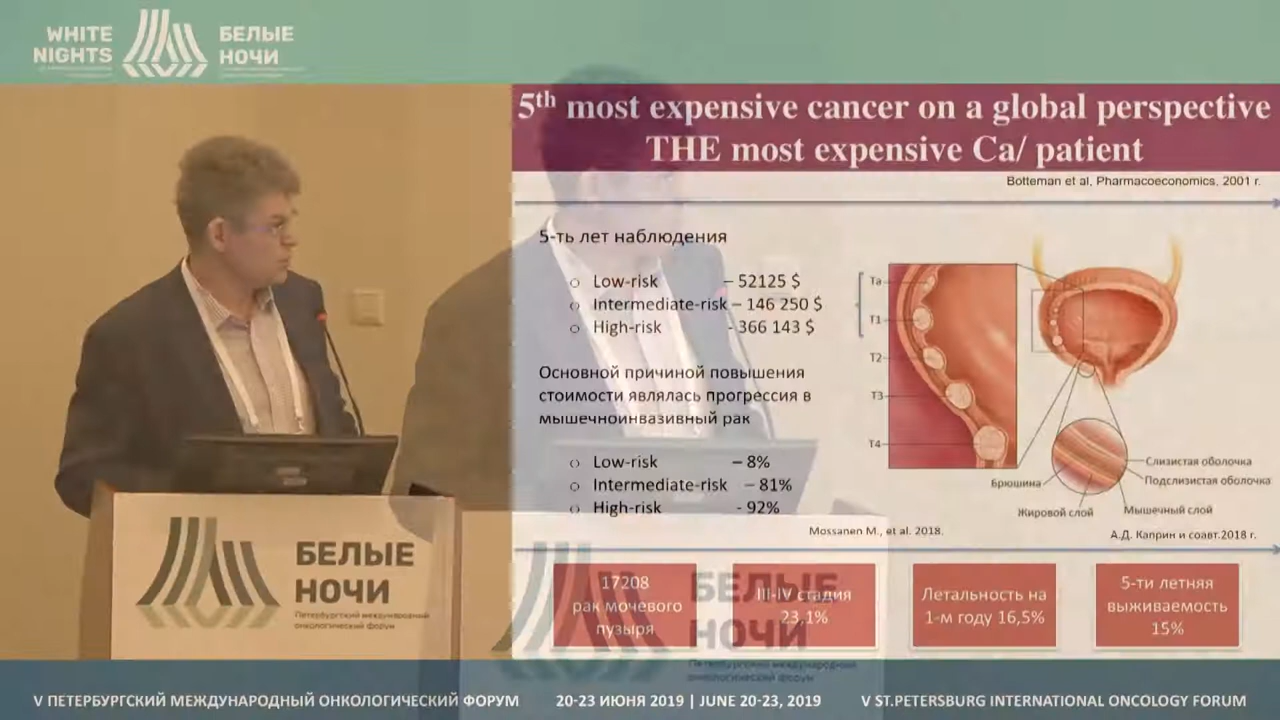 WHITE
NIGHTS
БЕЛЫЕ
НОЧИ
5th most expensive cancer on a global perspective
THE most expensive Ca/ patient
Botteman et al, Pharmacoeconomics, 2001 г.
5-ть лет наблюдения
o Low-risk – 52125 $
o Intermediate-risk – 146 250 $
o High-risk - 366 143 $
Основной причиной повышения
стоимости являлась прогрессия в
мышечноинвазивный рак
o Low-risk – 8%
o Intermediate-risk – 81%
o High-risk - 92%
Mossanen M., et al. 2018.
Ta
T1
T2
T3
T4
Брюшина
Жировой слой
Мышечный слой
Слизистая оболочка
Подслизистая оболочка
А.Д. Каприн и соавт.2018 г.
17208
рак мочевого
пузыря
III-IV стадия
23,1%
Летальность на
1-м году 16,5%
5-ти летняя
выживаемость
15%
БЕЛЫЕ
НОЧИ
Петербургский международный
онкологический форум
БЕЛЫЕ
НОЧИ
Петербургский международный
онкологический форум
V ПЕТЕРБУРГСКИЙ МЕЖДУНАРОДНЫЙ ОНКОЛОГИЧЕСКИЙ ФОРУМ
20-23 ИЮНЯ 2019 | JUNE 20-23, 2019
V ST.PETERSBURG INTERNATIONAL ONCOLOGY FORUM